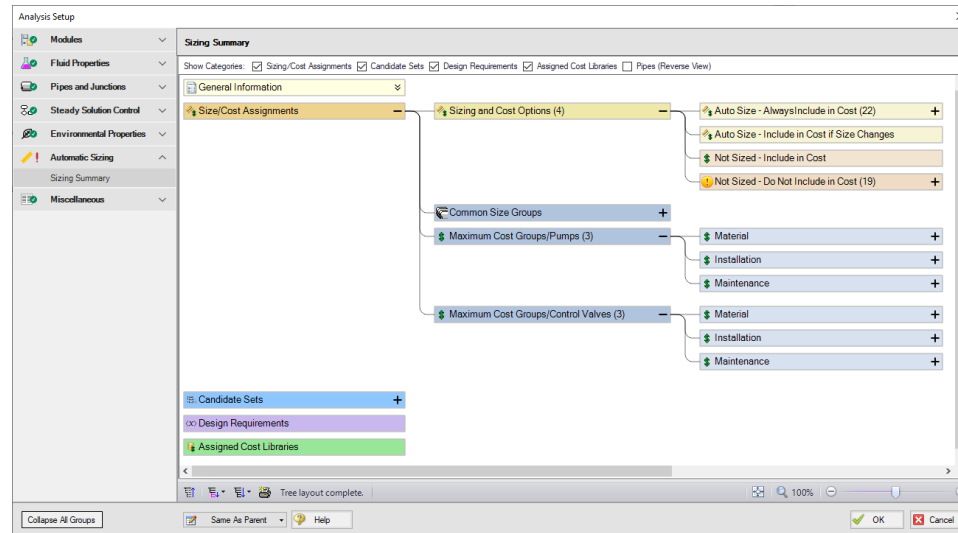 Analysis Setup
Modules
Fluid Properties
Pipes and Junctions
Steady Solution Control
Environmental Properties
Automatic Sizing
Sizing Summary
Miscellaneous
Sizing Summary
Show Categories: Sizing/Cost Assignments Candidate Sets Design Requirements Assigned Cost Libraries Pipes (Reverse View)
General Information
Size/Cost Assignments
Sizing and Cost Options (4)
Auto Size - AlwaysInclude in Cost (22)
Auto Size - Include in Cost if Size Changes
Not Sized - Include in Cost
Not Sized - Do Not Include in Cost (19)
Common Size Groups
Maximum Cost Groups/Pumps (3)
Material
Installation
Maintenance
Maximum Cost Groups/Control Valves (3)
Material
Installation
Maintenance
Candidate Sets
Design Requirements
Assigned Cost Libraries
Tree layout complete.
100%
Collapse All Groups
Same As Parent
Help
OK
Cancel